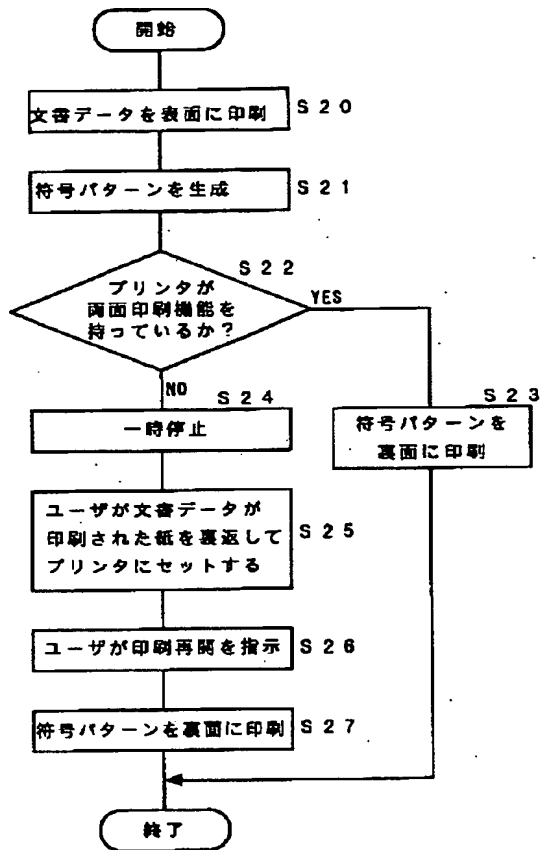 開始
文書データを表面に印刷
S20
符号パターンを生成
S21
S22
プリンタが
両面印刷機能を
持っているか？
YES
NO
S23
符号パターンを
裏面に印刷
S24
一時停止
ユーザが文書データが
印刷された紙を裏返して
プリンタにセットする
S25
ユーザが印刷再開を指示
S26
符号パターンを裏面に印刷
S27
終了